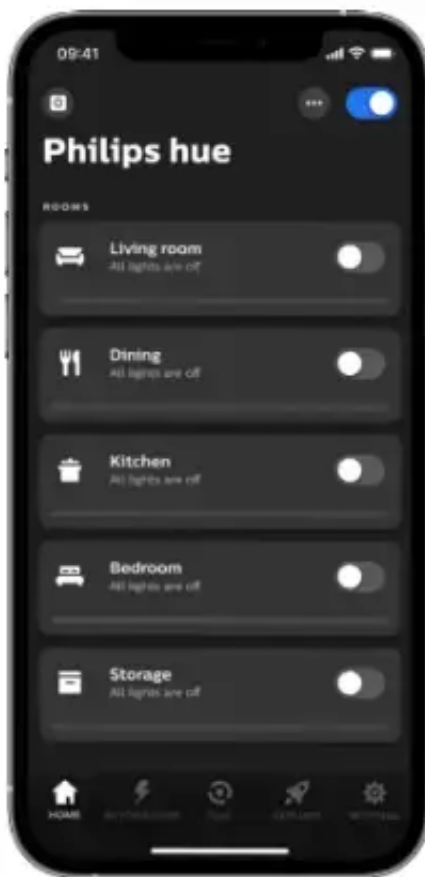 09:41
Philips hue
ROOMS
Living room
All lights are off
Dining
All lights are off
Kitchen
All lights are off
Bedroom
All lights are off
Storage
All lights are off
HOME